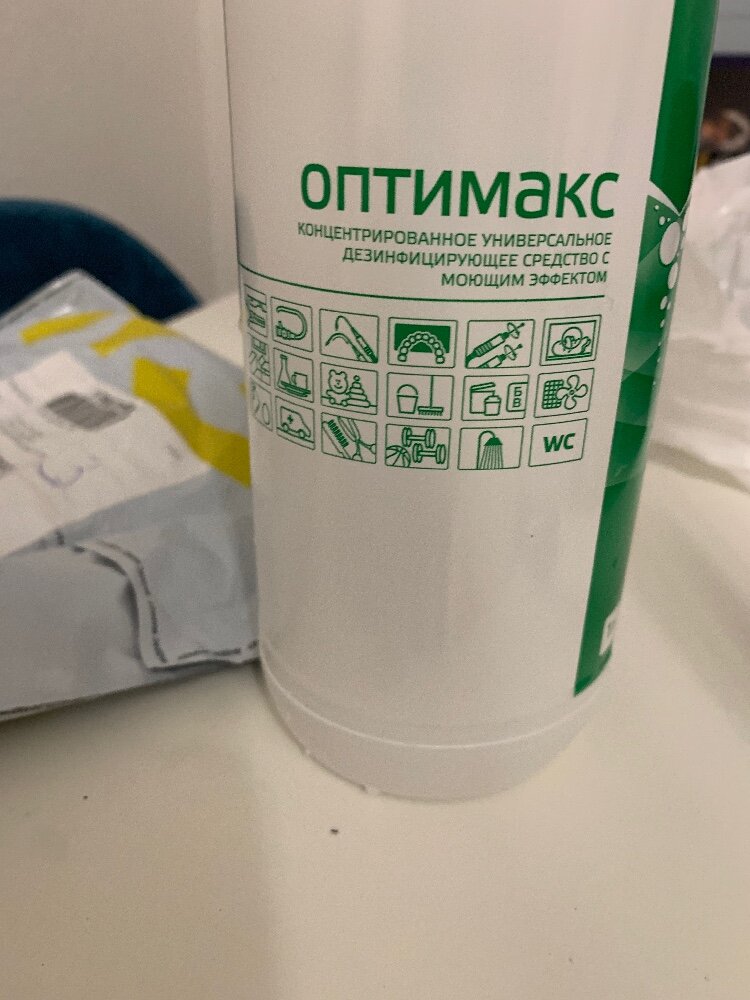 оптимакс
КОНЦЕНТРИРОВАННОЕ УНИВЕРСАЛЬНОЕ
ДЕЗИНФИЦИРУЮЩЕЕ СРЕДСТВО С
МОЮЩИМ ЭФФЕКТОМ
Б
В
WC